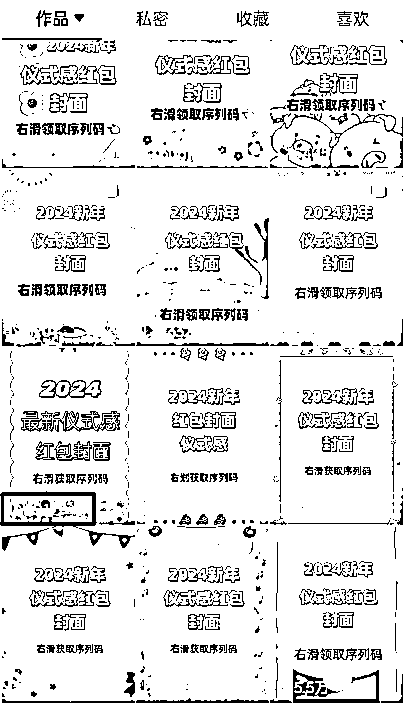 作品 私密 收藏 喜欢
2024新年
仪式感红包
封面
右滑领取序列码
仪式感红包
封面
右滑领取序列码
仪式感红包
封面
右滑领取序列码
2024新年
仪式感红包
封面
右滑领取序列码
2024新年
仪式感红包
封面
右滑领取序列码
2024新年
仪式感红包
封面
右滑领取序列码
2024
最新仪式感
红包封面
右滑获取序列码
2024新年
红包封面
仪式感
右划获取序列码
2024新年
仪式感红包
封面
右滑获取序列码
2024新年
仪式感红包
封面
右滑获取序列码
2024新年
仪式感红包
封面
右滑获取序列码
2024新年
仪式感红包
封面
右滑领取序列码
5.5万